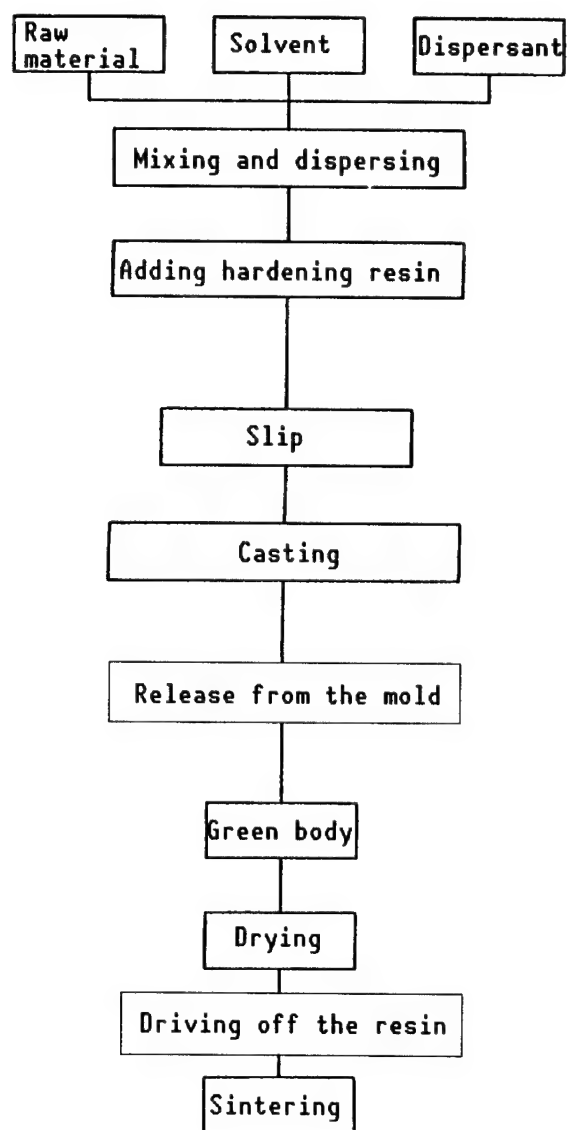 Raw
material
Solvent
Dispersant
Mixing and dispersing
Adding hardening resin
Slip
Casting
Release from the mold
Green body
Drying
Driving off the resin
Sintering